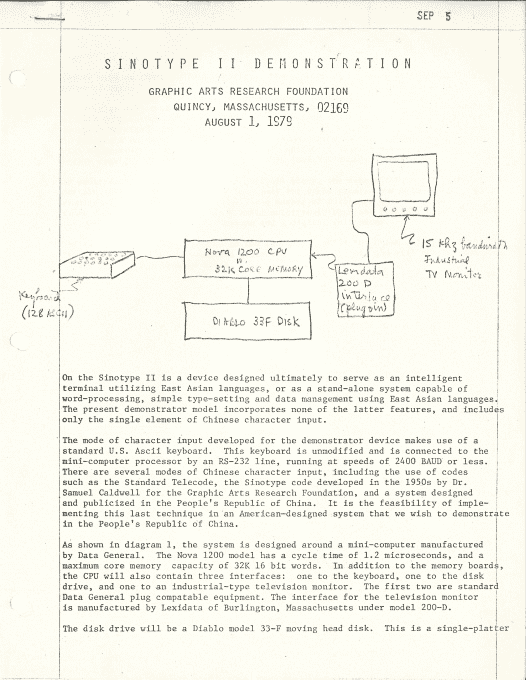 SEP 5
SINOTYPE II DEMONSTRATION
GRAPHIC ARTS RESEARCH FOUNDATION
QUINCY, MASSACHUSETTS, 02169
AUGUST 1, 1979
Nova 1200 CPU
32K CORE MEMORY
DIABLO 33F DISK
200 D
interface
(plug in)
15 Khz bandwidth
Industrial
TV Monitor
Keyboard
(128 ASCII)
On the Sinotype II is a device designed ultimately to serve as an intelligent
terminal utilizing East Asian languages, or as a stand-alone system capable of
word-processing, simple type-setting and data management using East Asian languages.
The present demonstrator model incorporates none of the latter features, and includes
only the single element of Chinese character input.
The mode of character input developed for the demonstrator device makes use of a
standard U.S. Ascii keyboard. This keyboard is unmodified and is connected to the
mini-computer processor by an RS-232 line, running at speeds of 2400 BAUD or less.
There are several modes of Chinese character input, including the use of codes
such as the Standard Telecode, the Sinotype code developed in the 1950s by Dr.
Samuel Caldwell for the Graphic Arts Research Foundation, and a system designed
and publicized in the People's Republic of China. It is the feasibility of imple-
menting this last technique in an American-designed system that we wish to demonstrate
in the People's Republic of China.
As shown in diagram 1, the system is designed around a mini-computer manufactured
by Data General. The Nova 1200 model has a cycle time of 1.2 microseconds, and a
maximum core memory capacity of 32K 16 bit words. In addition to the memory boards,
the CPU will also contain three interfaces: one to the keyboard, one to the disk
drive, and one to an industrial-type television monitor. The first two are standard
Data General plug compatable equipment. The interface for the television monitor
is manufactured by Lexidata of Burlington, Massachusetts under model 200-D.
The disk drive will be a Diablo model 33-F moving head disk. This is a single-platter